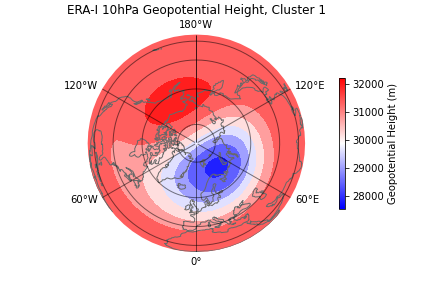 ERA-I 10hPa Geopotential Height, Cluster 1
180°W
120°W
120°E
60°W
60°E
0°
32000
31000
30000
29000
28000
Geopotential Height (m)